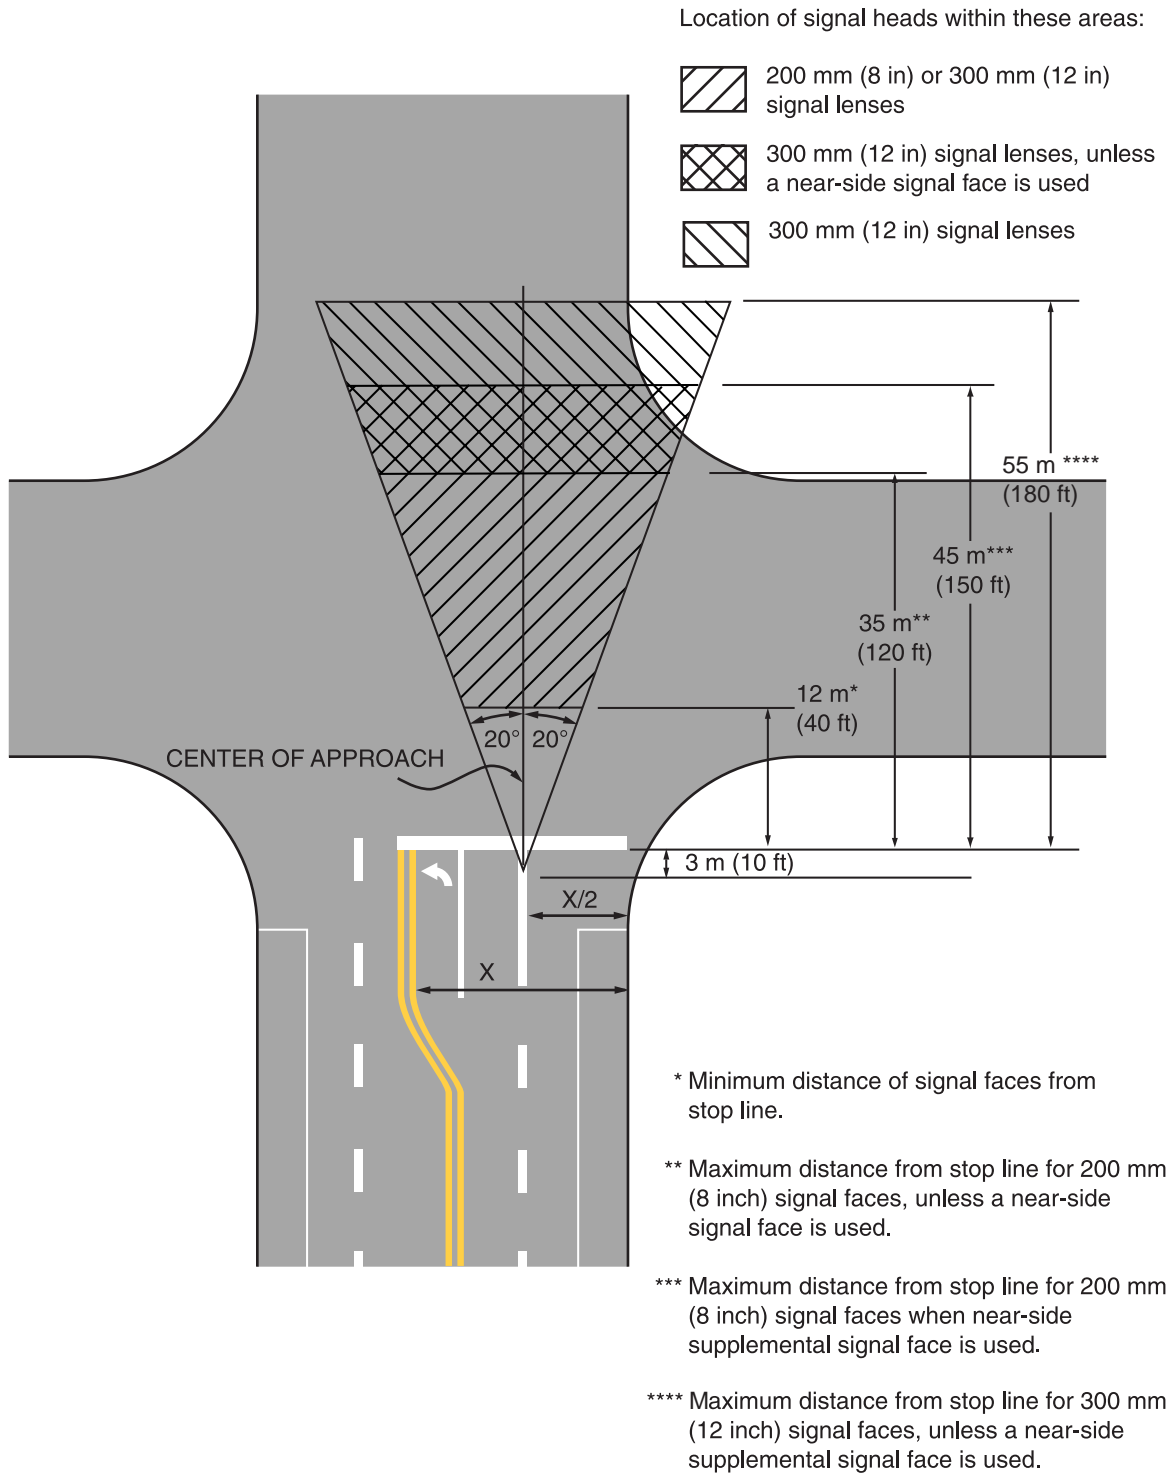 Location of signal heads within these areas:
200 mm (8 in) or 300 mm (12 in)
signal lenses
300 mm (12 in) signal lenses, unless
a near-side signal face is used
300 mm (12 in) signal lenses
55 m ****
(180 ft)
45 m***
(150 ft)
35 m**
(120 ft)
12 m*
(40 ft)
20° 20°
CENTER OF APPROACH
3 m (10 ft)
X/2
X
* Minimum distance of signal faces from
stop line.
** Maximum distance from stop line for 200 mm
(8 inch) signal faces, unless a near-side
signal face is used.
*** Maximum distance from stop line for 200 mm
(8 inch) signal faces when near-side
supplemental signal face is used.
**** Maximum distance from stop line for 300 mm
(12 inch) signal faces, unless a near-side
supplemental signal face is used.